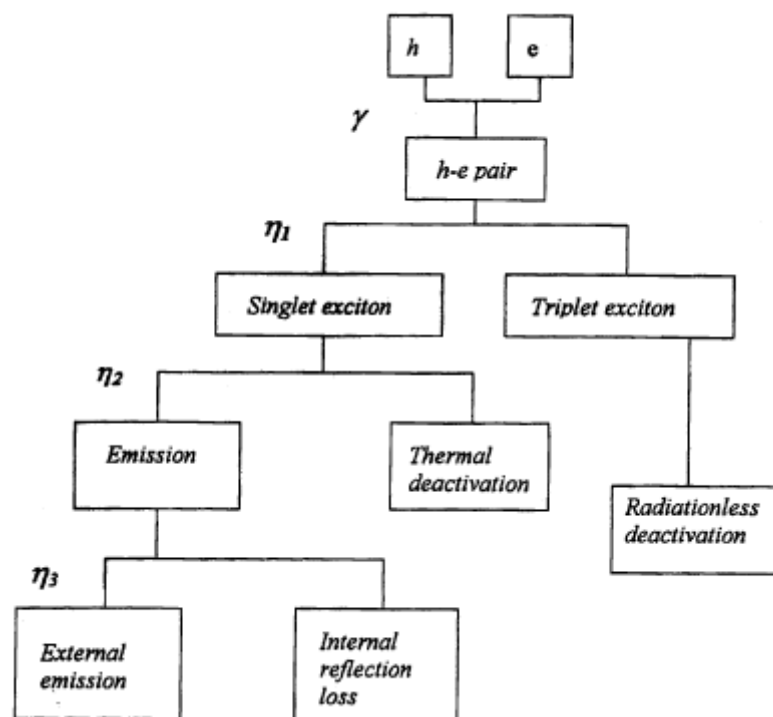 h
e
γ
h-e pair
η1
Singlet exciton
Triplet exciton
η2
Emission
Thermal
deactivation
Radiationless
deactivation
η3
External
emission
Internal
reflection
loss